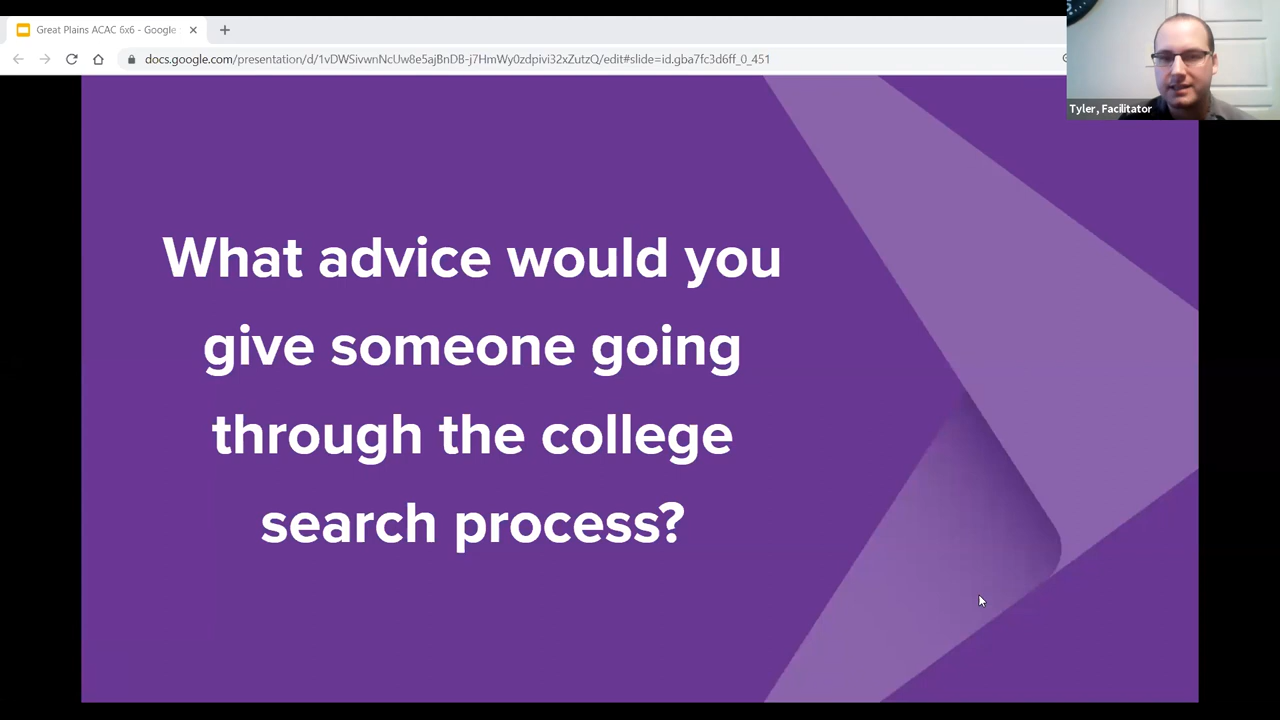 Great Plains ACAC 6x6 - Google
docs.google.com/presentation/d/1vDWSivwnNcUw8e5ajBnDB-j7HmWy0zdpivi32xZutzQ/edit#slide=id.gba7fc3d6ff_0_451
Tyler, Facilitator
What advice would you
give someone going
through the college
search process?